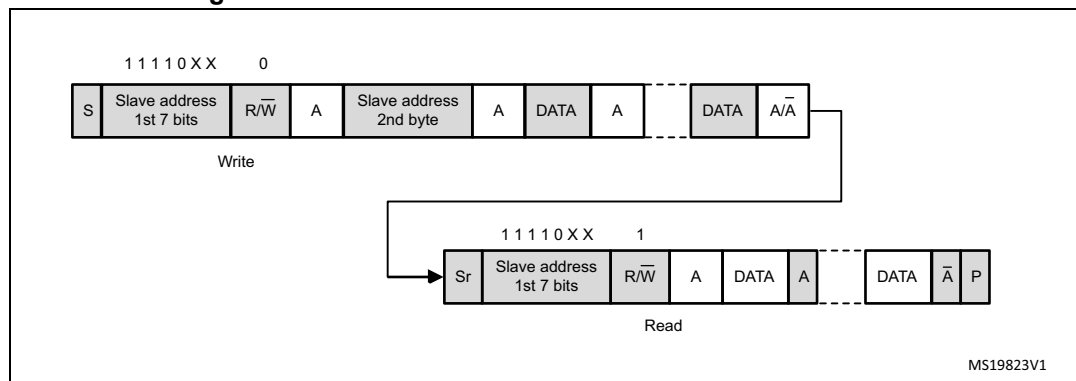 1 1 1 1 0 X X 0
S Slave address 1st 7 bits R/W̅ A Slave address 2nd byte A DATA A DATA A/A̅
Write
1 1 1 1 0 X X 1
Sr Slave address 1st 7 bits R/W̅ A DATA A DATA A̅ P
Read
MS19823V1